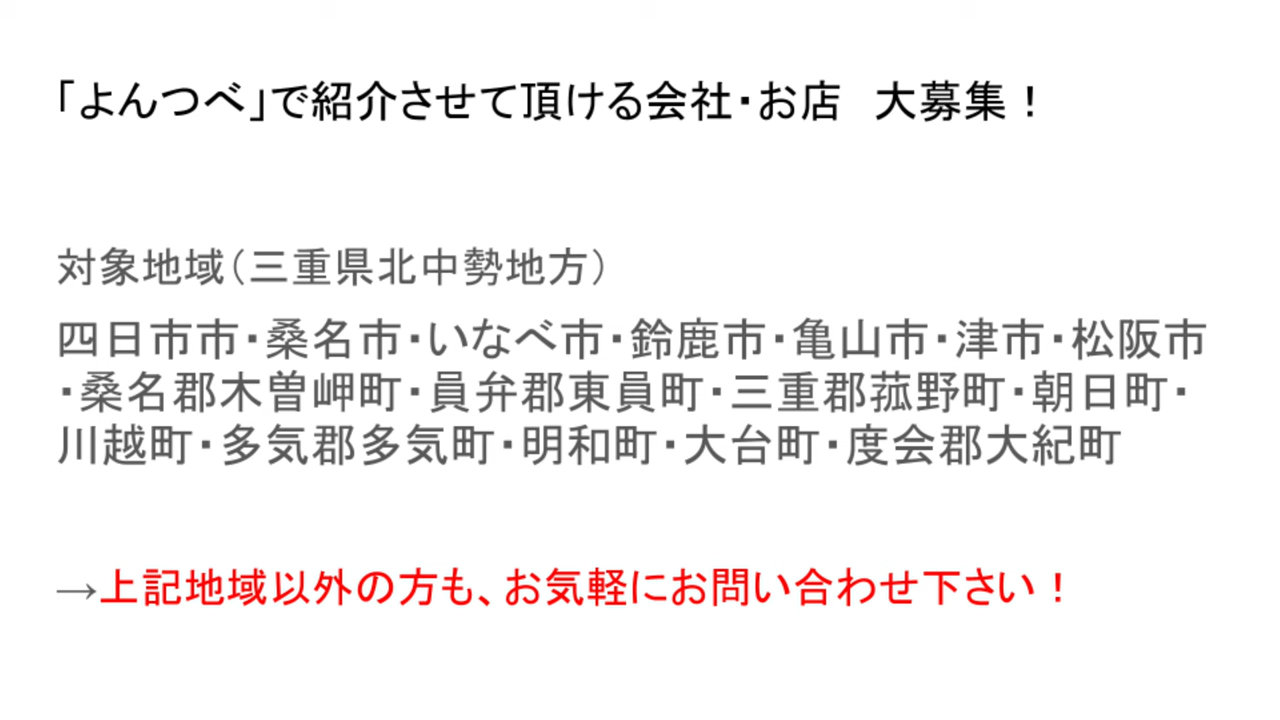 「よんつべ」で紹介させて頂ける会社・お店　大募集！
対象地域（三重県北中勢地方）
四日市市・桑名市・いなべ市・鈴鹿市・亀山市・津市・松阪市
・桑名郡木曽岬町・員弁郡東員町・三重郡菰野町・朝日町・
川越町・多気郡多気町・明和町・大台町・度会郡大紀町
→上記地域以外の方も、お気軽にお問い合わせ下さい！